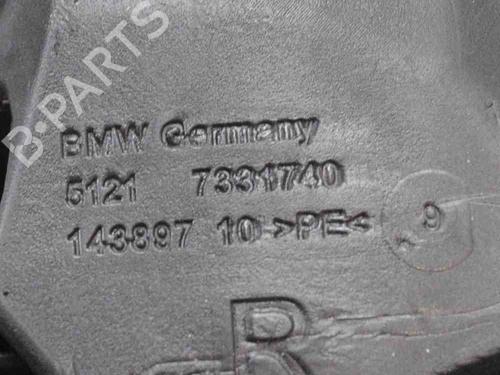 B-PARTS
BMW Germany
5121 7331740
143897 10 >PE<
9
R